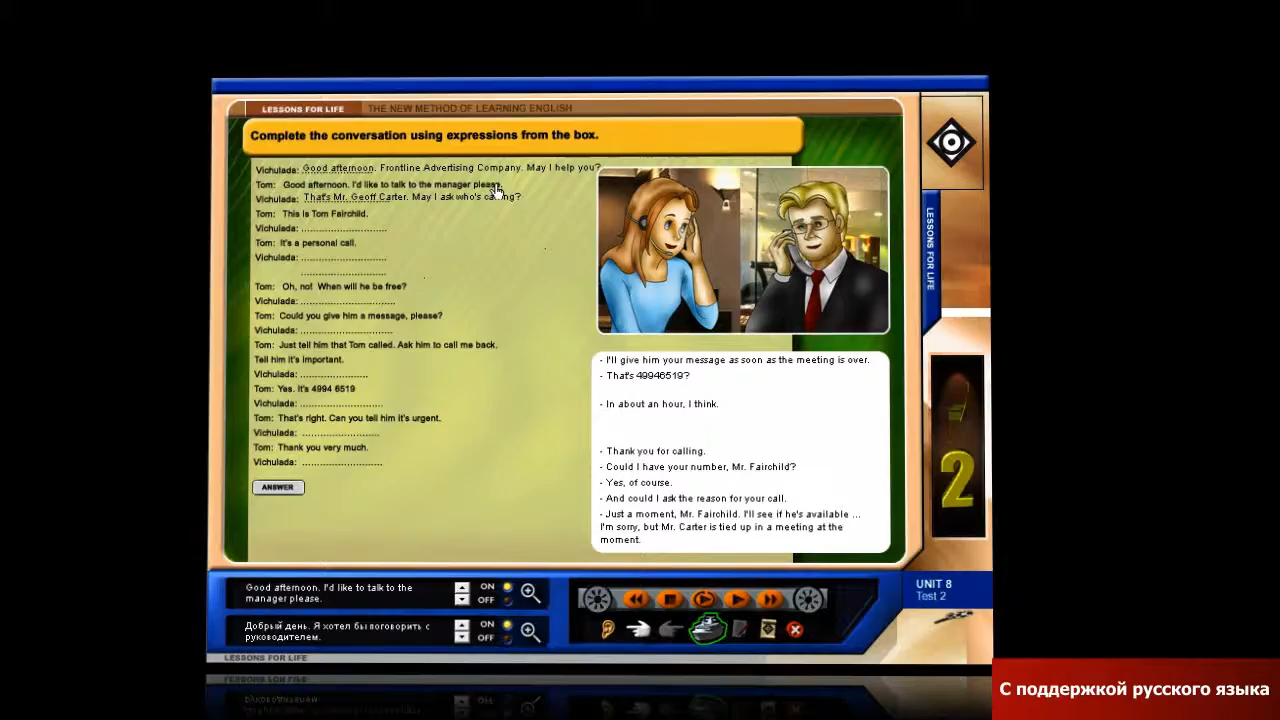 LESSONS FOR LIFE THE NEW METHOD OF LEARNING ENGLISH
Complete the conversation using expressions from the box.
Vichulada: Good afternoon. Frontline Advertising Company. May I help you?
Tom: Good afternoon. I'd like to talk to the manager please.
Vichulada: That's Mr. Geoff Carter. May I ask who's calling?
Tom: This is Tom Fairchild.
Vichulada: ..............................
Tom: It's a personal call.
Vichulada: ..............................
..............................
Tom: Oh, no! When will he be free?
Vichulada: .................................
Tom: Could you give him a message, please?
Vichulada: ................................
Tom: Just tell him that Tom called. Ask him to call me back.
Tell him it's important.
Vichulada: ........................
Tom: Yes. It's 4994 6519
Vichulada: ............................
Tom: That's right. Can you tell him it's urgent.
Vichulada: ...........................
Tom: Thank you very much.
Vichulada: ............................
ANSWER
- I'll give him your message as soon as the meeting is over.
- That's 49946519?
- In about an hour, I think.
- Thank you for calling.
- Could I have your number, Mr. Fairchild?
- Yes, of course.
- And could I ask the reason for your call.
- Just a moment, Mr. Fairchild. I'll see if he's available ...
I'm sorry, but Mr. Carter is tied up in a meeting at the
moment.
LESSONS FOR LIFE
2
Good afternoon. I'd like to talk to the
manager please.
ON
OFF
Добрый день. Я хотел бы поговорить с
руководителем.
ON
OFF
UNIT 8
Test 2
LESSONS FOR LIFE
С поддержкой русского языка